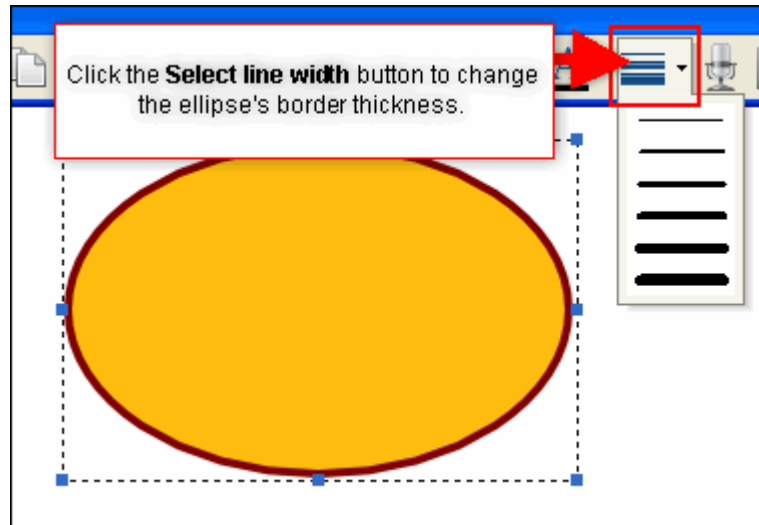 Click the Select line width button to change
the ellipse's border thickness.